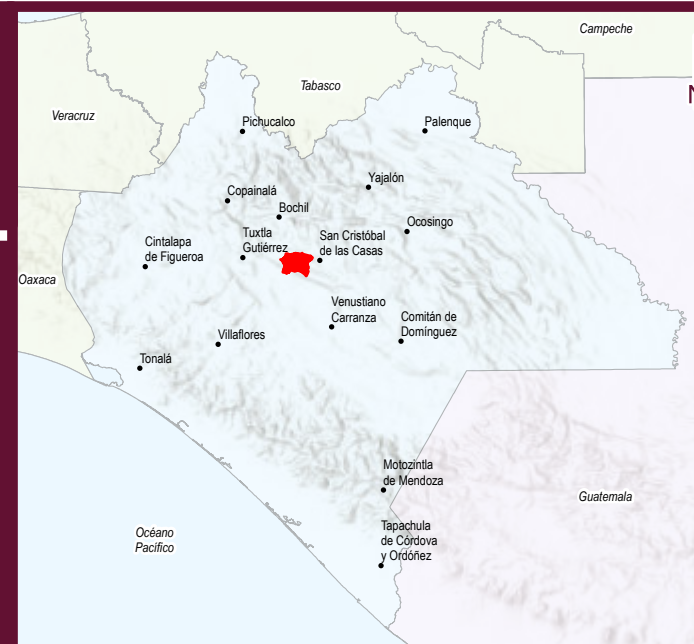 Campeche
Tabasco
N
Veracruz
Pichucalco
Palenque
Yajalón
Copainalá
Bochil
Ocosingo
Tuxtla
Gutiérrez
San Cristóbal
de las Casas
Cintalapa
de Figueroa
Oaxaca
Venustiano
Carranza
Comitán de
Domínguez
Villaflores
Tonalá
Motozintla
de Mendoza
Guatemala
Océano
Pacífico
Tapachula
de Córdova
y Ordóñez